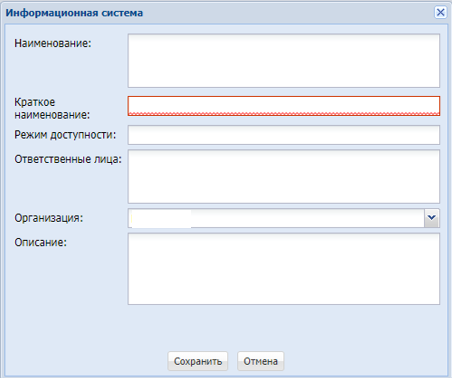 Информационная система
Наименование:
Краткое
наименование:
Режим доступности:
Ответственные лица:
Организация:
Описание:
Сохранить Отмена